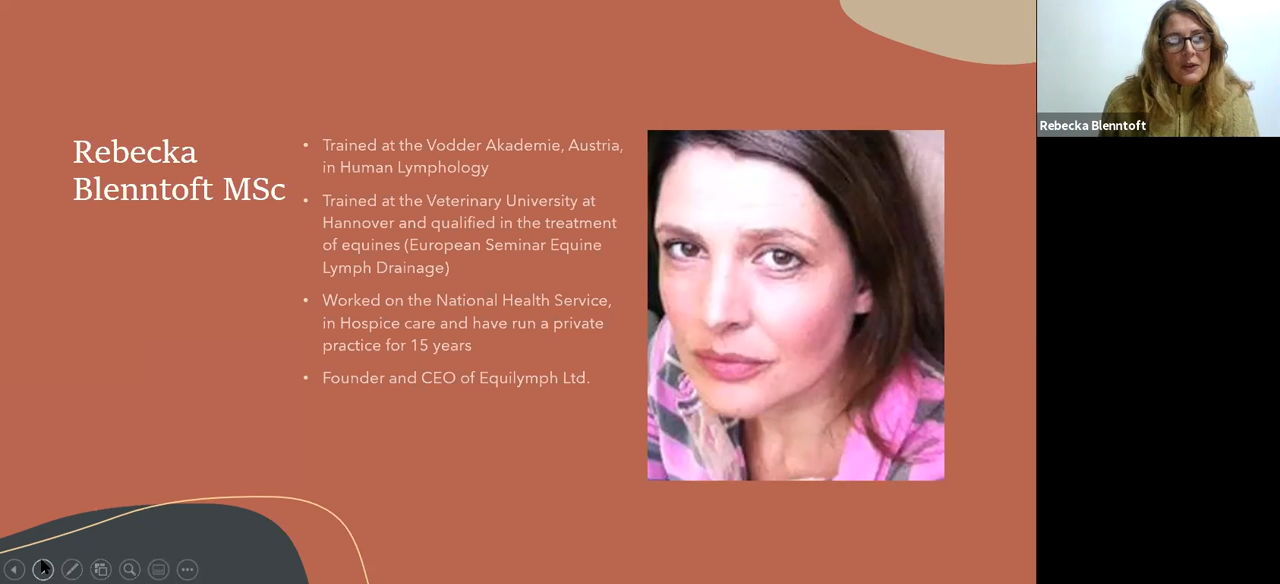 Rebecka
Blenntoft MSc
• Trained at the Vodder Akademie, Austria,
in Human Lymphology
• Trained at the Veterinary University at
Hannover and qualified in the treatment
of equines (European Seminar Equine
Lymph Drainage)
• Worked on the National Health Service,
in Hospice care and have run a private
practice for 15 years
• Founder and CEO of Equilymph Ltd.
Rebecka Blenntoft